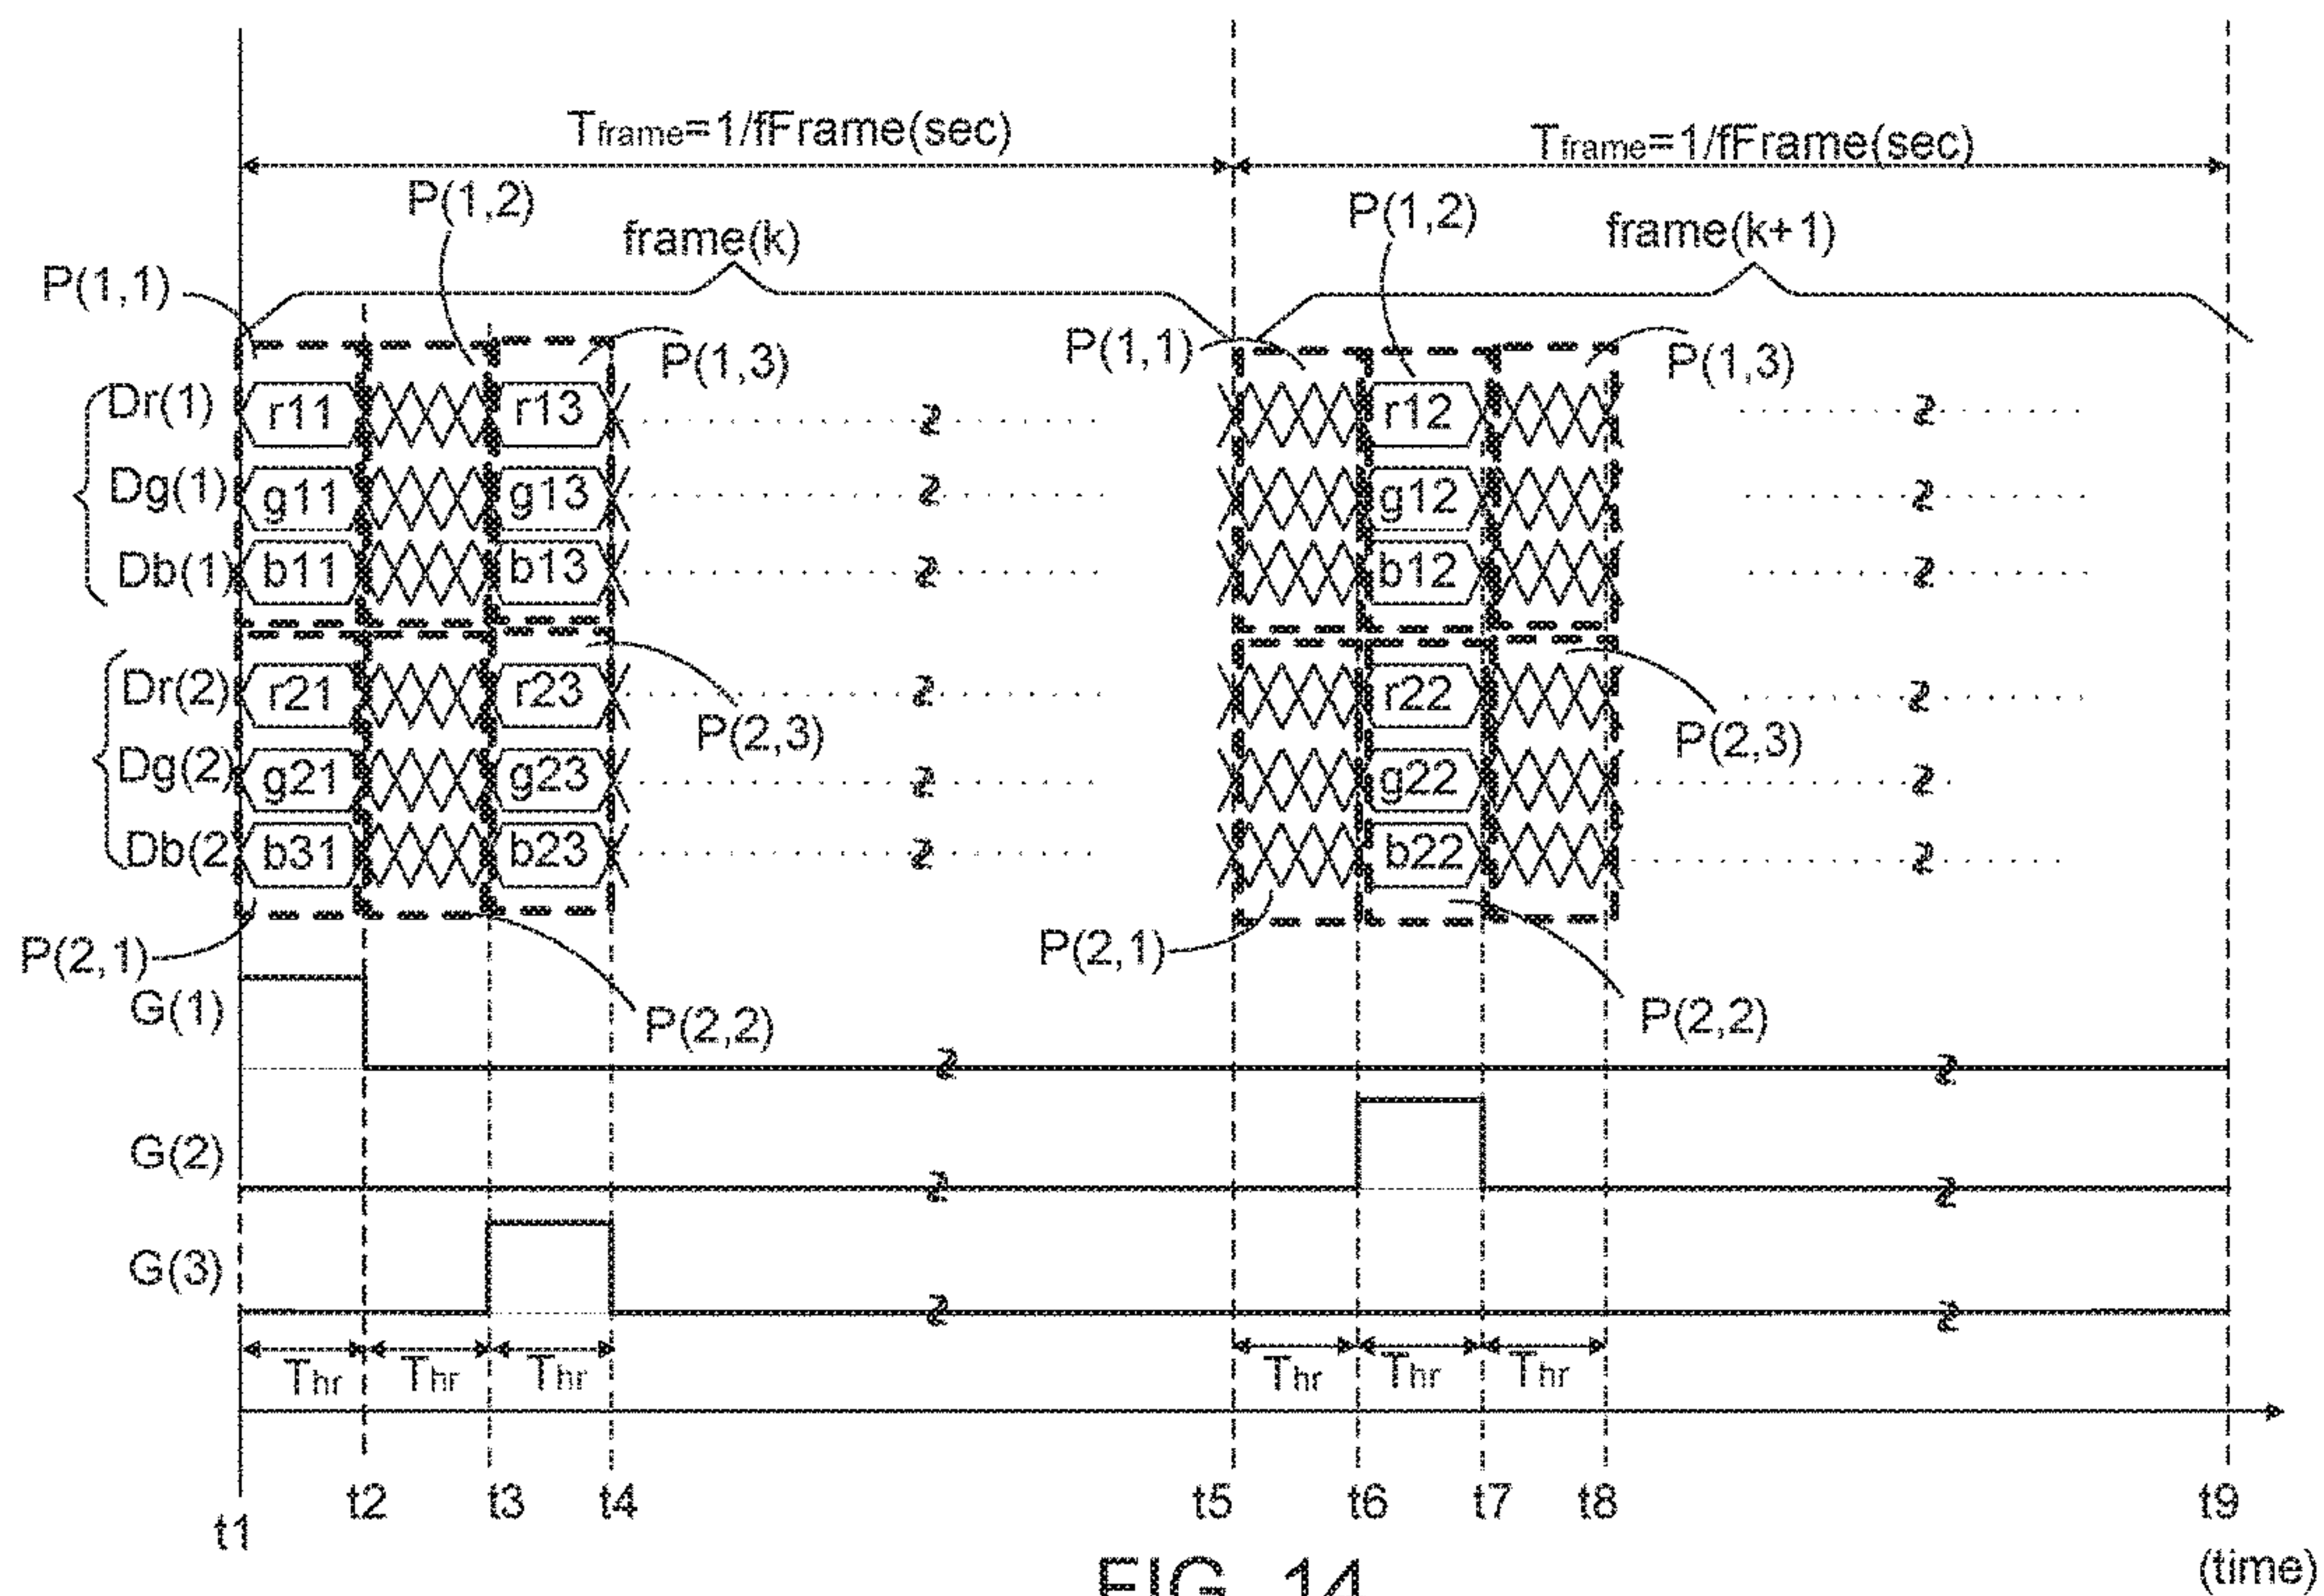 Tframe=1/fFrame(sec) Tframe=1/fFrame(sec)
P(1,2) P(1,2)
frame(k) frame(k+1)
P(1,1) P(1,1) P(1,3) P(1,3)
Dr(1) r11 r13 r12
Dg(1) g11 g13 g12
Db(1) b11 b13 b12
Dr(2) r21 r23 r22
P(2,3) P(2,3)
Dg(2) g21 g23 g22
Db(2 b31 b23 b22
P(2,1) P(2,1)
G(1) P(2,2) P(2,2)
G(2)
G(3)
Thr Thr Thr Thr Thr Thr
t1 t2 t3 t4 t5 t6 t7 t8 t9
(time)
FIG. 14